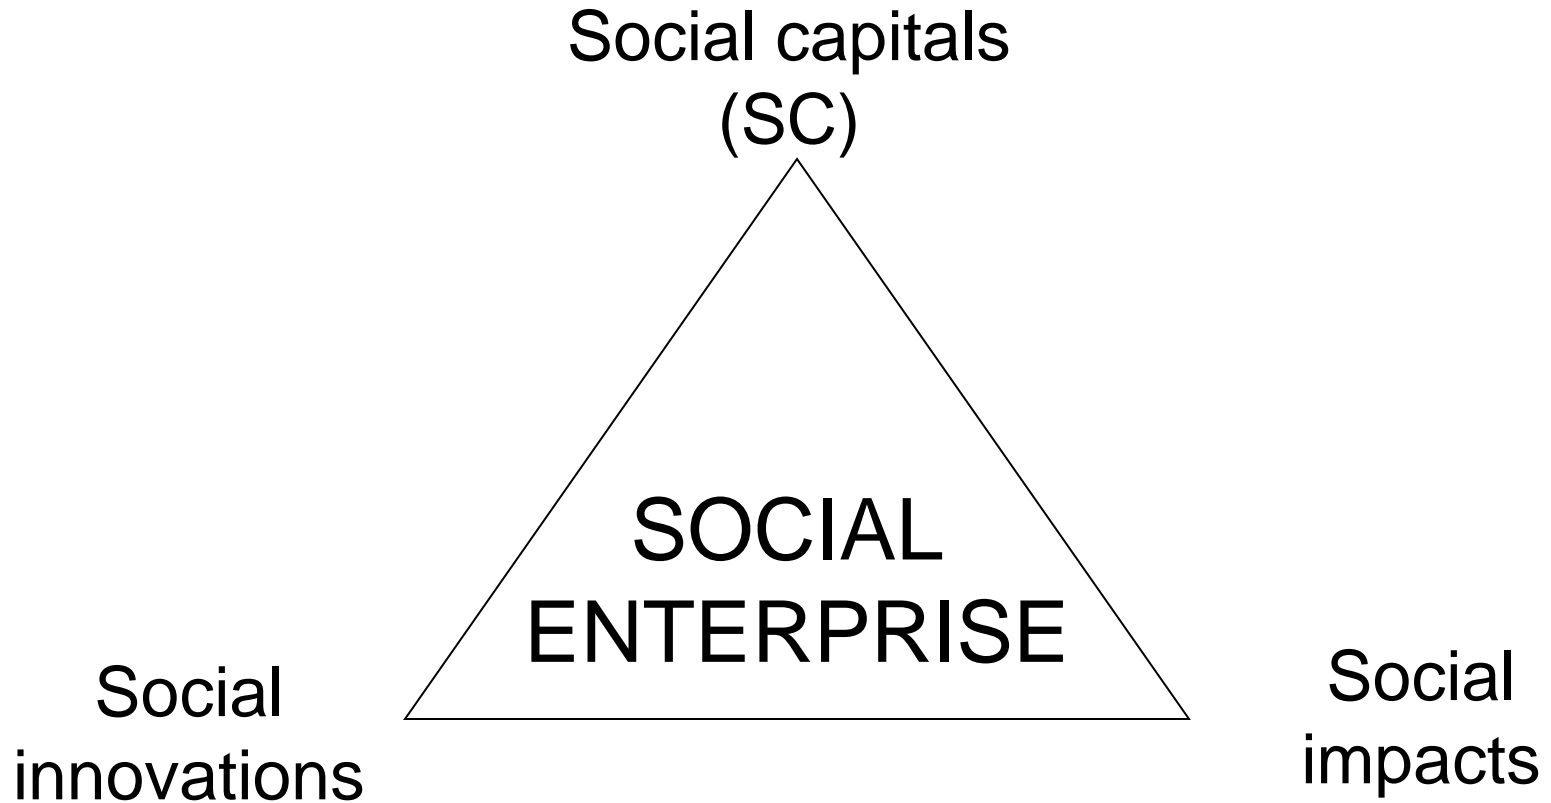 Social capitals
(SC)
SOCIAL
ENTERPRISE
Social
innovations
Social
impacts